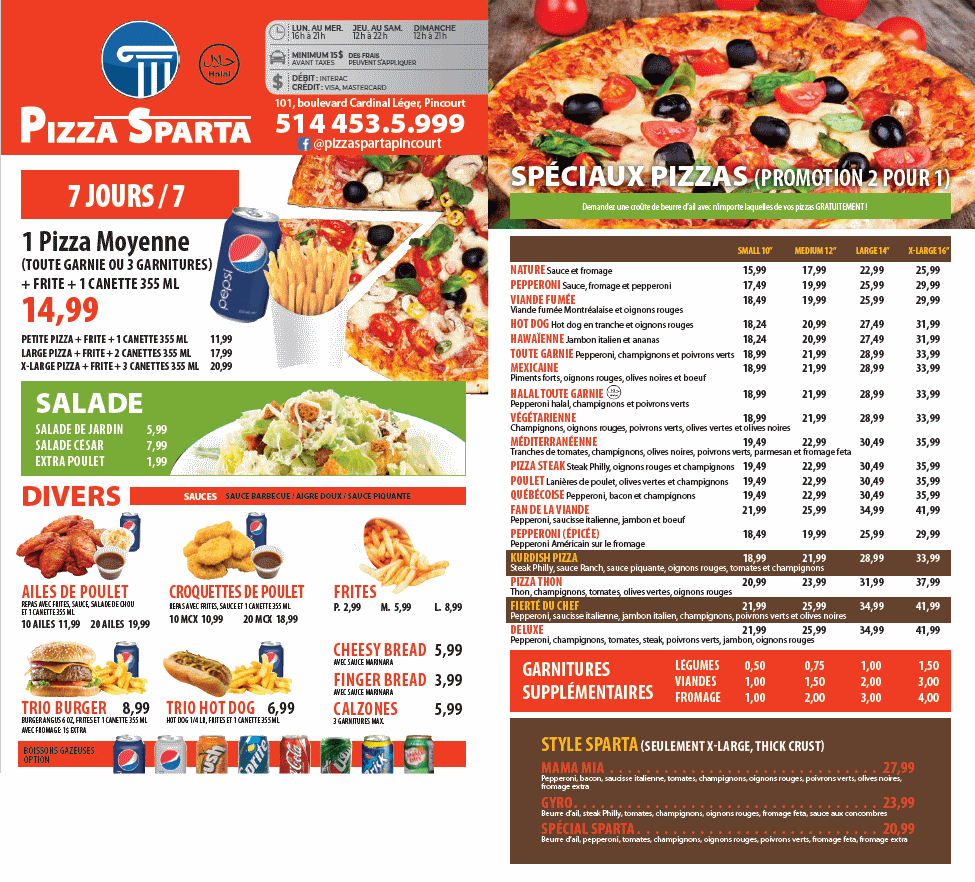 حلال
Halal
PIZZA SPARTA
LUN. AU MER. JEU. AU SAM. DIMANCHE
16h à 21h 12h à 22h 12h à 21h
MINIMUM 15$ DES FRAIS
AVANT TAXES PEUVENT S'APPLIQUER
DÉBIT : INTERAC
CRÉDIT : VISA, MASTERCARD
101, boulevard Cardinal Léger, Pincourt
514 453.5.999
@pizzaspartapincourt
7 JOURS / 7
1 Pizza Moyenne
(TOUTE GARNIE OU 3 GARNITURES)
+ FRITE + 1 CANETTE 355 ML
14,99
pepsi
PETITE PIZZA + FRITE + 1 CANETTE 355 ML 11,99
LARGE PIZZA + FRITE + 2 CANETTES 355 ML 17,99
X-LARGE PIZZA + FRITE + 3 CANETTES 355 ML 20,99
SALADE
SALADE DE JARDIN 5,99
SALADE CÉSAR 7,99
EXTRA POULET 1,99
DIVERS
SAUCES SAUCE BARBECUE / AIGRE DOUX / SAUCE PIQUANTE
AILES DE POULET
REPAS AVEC FRITES, SAUCE, SALADE DE CHOU
ET 1 CANETTE 355 ML
10 AILES 11,99 20 AILES 19,99
CROQUETTES DE POULET
REPAS AVEC FRITES, SAUCE ET 1 CANETTE 355 ML
10 MCX 10,99 20 MCX 18,99
FRITES
P. 2,99 M. 5,99 L. 8,99
CHEESY BREAD 5,99
AVEC SAUCE MARINARA
FINGER BREAD 3,99
AVEC SAUCE MARINARA
CALZONES 5,99
3 GARNITURES MAX.
TRIO BURGER 8,99
BURGER ANGUS 6 OZ, FRITES ET 1 CANETTE 355 ML
AVEC FROMAGE 1$ EXTRA
TRIO HOT DOG 6,99
HOT DOG 1/4 LB, FRITES ET 1 CANETTE 355 ML
BOISSONS GAZEUSES
OPTION
SPÉCIAUX PIZZAS (PROMOTION 2 POUR 1)
Demandez une croûte de beurre d'ail avec n'importe laquelles de vos pizzas GRATUITEMENT !
SMALL 10" MEDIUM 12" LARGE 14" X-LARGE 16"
NATURE Sauce et fromage 15,99 17,99 22,99 25,99
PEPPERONI Sauce, fromage et pepperoni 17,49 19,99 25,99 29,99
VIANDE FUMÉE 18,49 19,99 25,99 29,99
Viande fumée Montréalaise et oignons rouges
HOT DOG Hot dog en tranche et oignons rouges 18,24 20,99 27,49 31,99
HAWAÏENNE Jambon italien et ananas 18,24 20,99 27,49 31,99
TOUTE GARNIE Pepperoni, champignons et poivrons verts 18,99 21,99 28,99 33,99
MEXICAINE 18,99 21,99 28,99 33,99
Piments forts, oignons rouges, olives noires et boeuf
HALAL TOUTE GARNIE 18,99 21,99 28,99 33,99
Pepperoni halal, champignons et poivrons verts
VÉGÉTARIENNE 18,99 21,99 28,99 33,99
Champignons, oignons rouges, poivrons verts, olives vertes et olives noires
MÉDITERRANÉENNE 19,49 22,99 30,49 35,99
Tranches de tomates, champignons, olives noires, poivrons verts, parmesan et fromage feta
PIZZA STEAK Steak Philly, oignons rouges et champignons 19,49 22,99 30,49 35,99
POULET Lanières de poulet, olives vertes et champignons 19,49 22,99 30,49 35,99
QUÉBÉCOISE Pepperoni, bacon et champignons 19,49 22,99 30,49 35,99
FAN DE LA VIANDE 21,99 25,99 34,99 41,99
Pepperoni, saucisse italienne, jambon et boeuf
PEPPERONI (ÉPICÉE) 18,49 19,99 25,99 29,99
Pepperoni Américain sur le fromage
KURDISH PIZZA 18,99 21,99 28,99 33,99
Steak Philly, sauce Ranch, sauce piquante, oignons rouges, tomates et champignons
PIZZA THON 20,99 23,99 31,99 37,99
Thon, champignons, tomates, olives vertes, oignons rouges
FIERTÉ DU CHEF 21,99 25,99 34,99 41,99
Pepperoni, saucisse italienne, jambon italien, champignons, poivrons verts et olives noires
DELUXE 21,99 25,99 34,99 41,99
Pepperoni, champignons, tomates, steak, poivrons verts, jambon, oignons rouges
GARNITURES
SUPPLÉMENTAIRES
LÉGUMES 0,50 0,75 1,00 1,50
VIANDES 1,00 1,50 2,00 3,00
FROMAGE 1,00 2,00 3,00 4,00
STYLE SPARTA (SEULEMENT X-LARGE, THICK CRUST)
MAMA MIA 27,99
Pepperoni, bacon, saucisse italienne, tomates, champignons, oignons rouges, poivrons verts, olives noires,
fromage extra
GYRO 23,99
Beurre d'ail, steak Philly, tomates, champignons, oignons rouges, fromage feta, sauce aux concombres
SPÉCIAL SPARTA 20,99
Beurre d'ail, pepperoni, tomates, champignons, oignons rouges, poivrons verts, fromage feta, fromage extra